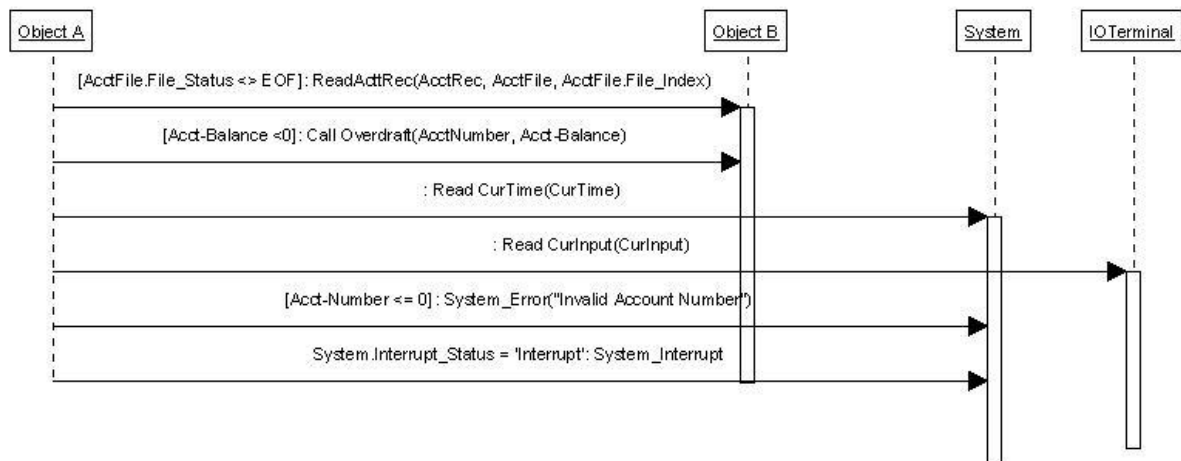 Object A
Object B
System
IOTerminal
[AcctFile.File_Status <> EOF]: ReadActtRec(AcctRec, AcctFile, AcctFile.File_Index)
[Acct-Balance <0]: Call Overdraft(AcctNumber, Acct-Balance)
: Read CurTime(CurTime)
: Read CurInput(CurInput)
[Acct-Number <= 0] : System_Error("Invalid Account Number")
System.Interrupt_Status = 'Interrupt': System_Interrupt